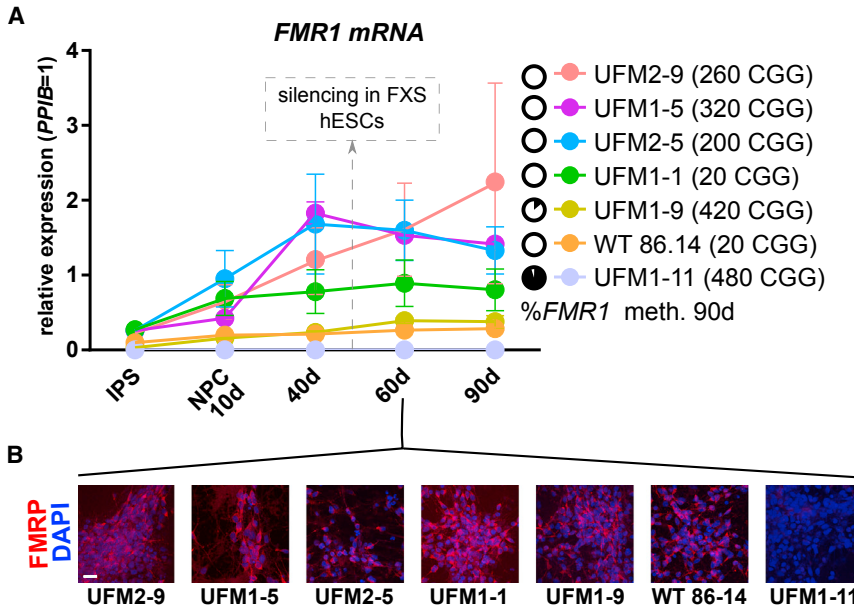 A
FMR1 mRNA
relative expression (PPIB=1)
4
3
2
1
0
silencing in FXS
hESCs
IPS
NPC
10d
40d
60d
90d
UFM2-9 (260 CGG)
UFM1-5 (320 CGG)
UFM2-5 (200 CGG)
UFM1-1 (20 CGG)
UFM1-9 (420 CGG)
WT 86.14 (20 CGG)
UFM1-11 (480 CGG)
%FMR1 meth. 90d
B
FMRP
DAPI
UFM2-9
UFM1-5
UFM2-5
UFM1-1
UFM1-9
WT 86-14
UFM1-11